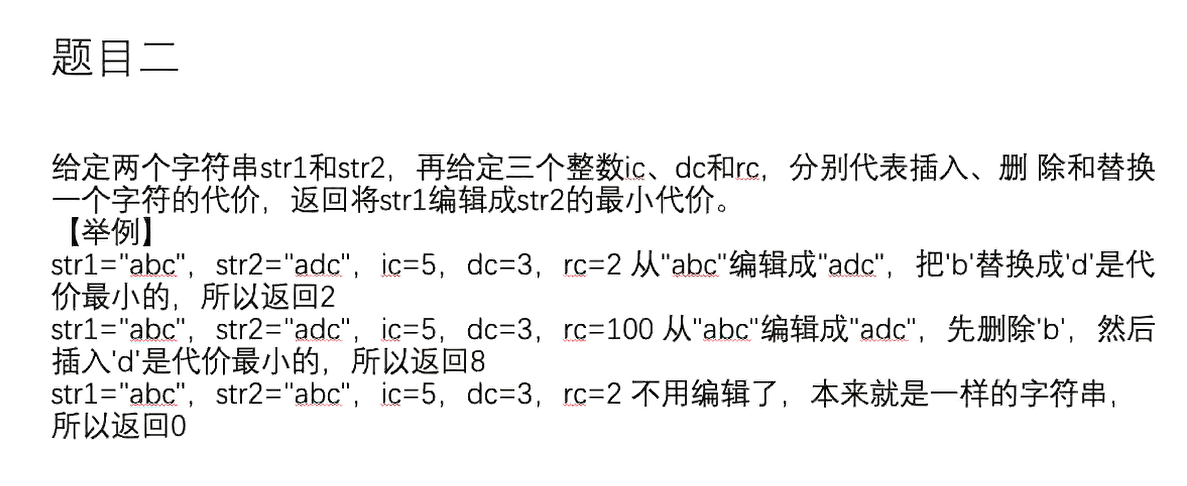 题目二
给定两个字符串str1和str2，再给定三个整数ic、dc和rc，分别代表插入、删 除和替换
一个字符的代价，返回将str1编辑成str2的最小代价。
【举例】
str1="abc"，str2="adc"，ic=5，dc=3，rc=2 从"abc"编辑成"adc"，把'b'替换成'd'是代
价最小的，所以返回2
str1="abc"，str2="adc"，ic=5，dc=3，rc=100 从"abc"编辑成"adc"，先删除'b'，然后
插入'd'是代价最小的，所以返回8
str1="abc"，str2="abc"，ic=5，dc=3，rc=2 不用编辑了，本来就是一样的字符串，
所以返回0